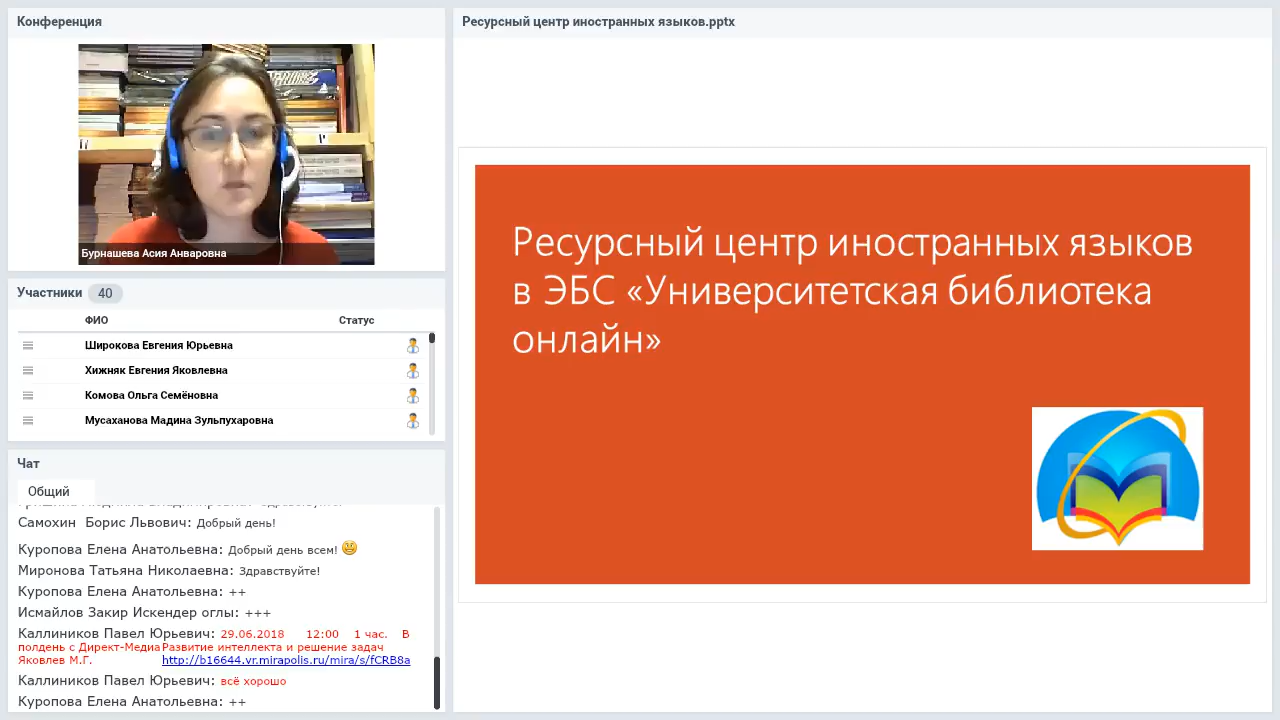 Конференция
Бурнашева Асия Анваровна
Участники 40
ФИО Статус
Широкова Евгения Юрьевна
Хижняк Евгения Яковлевна
Комова Ольга Семёновна
Мусаханова Мадина Зульпухаровна
Чат
Общий
Самохин Борис Львович: Добрый день!
Куропова Елена Анатольевна: Добрый день всем!
Миронова Татьяна Николаевна: Здравствуйте!
Куропова Елена Анатольевна: ++
Исмайлов Закир Искендер оглы: +++
Каллиников Павел Юрьевич: 29.06.2018 12:00 1 час. В
полдень с Директ-Медиа Развитие интеллекта и решение задач
Яковлев М.Г. http://b16644.vr.mirapolis.ru/mira/s/fCRB8a
Каллиников Павел Юрьевич: всё хорошо
Куропова Елена Анатольевна: ++
Ресурсный центр иностранных языков.pptx
Ресурсный центр иностранных языков
в ЭБС «Университетская библиотека
онлайн»